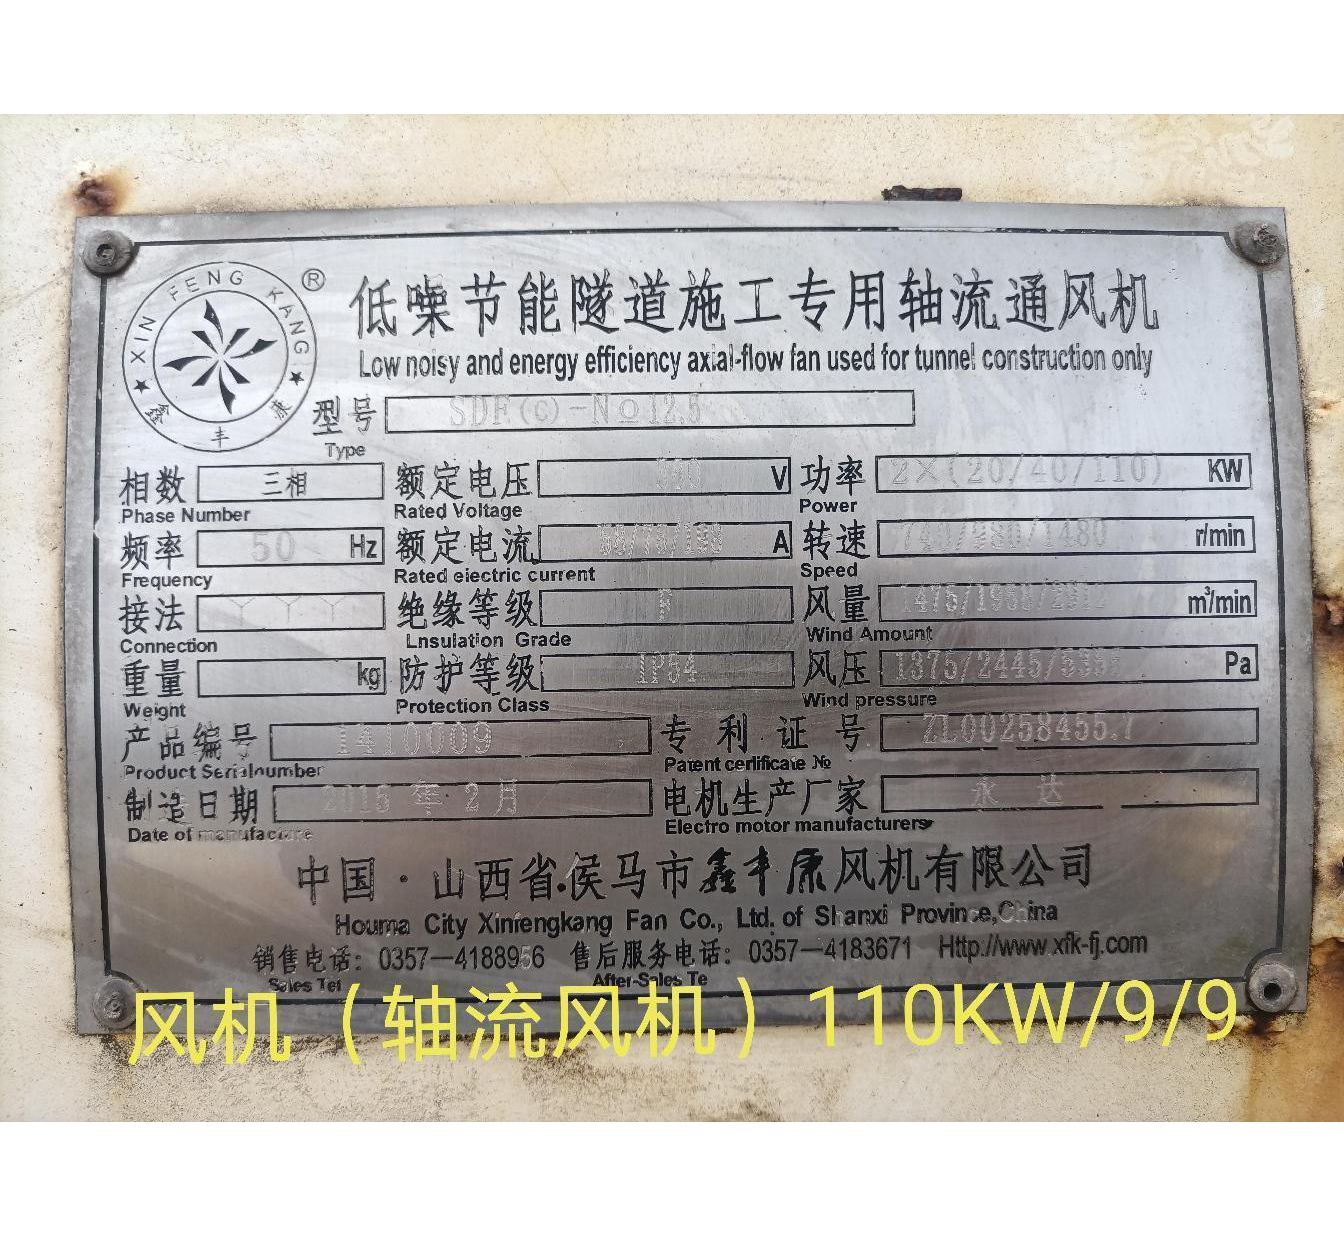 XIN FENG KANG ®
鑫 丰 康
低噪节能隧道施工专用轴流通风机
Low noisy and energy efficiency axial-flow fan used for tunnel construction only
型号 SDF(c)-No12.5
Type
相数 三相 额定电压 V 功率 2×(20/40/110) KW
Phase Number Rated Voltage Power
频率 50 Hz 额定电流 A 转速 /980/1480 r/min
Frequency Rated electric current Speed
接法 Y Y Y 绝缘等级 F 风量 m³/min
Connection Lnsulation Grade Wind Amount
重量 kg 防护等级 IP54 风压 1375/2445/ Pa
Weight Protection Class Wind pressure
产品编号 1410009 专利证号 ZL00258455.7
Product Serialnumber Patent cerlificate №
制造日期 2015 年 2 月 电机生产厂家 永 达
Date of manufacture Electro motor manufacturers
中国·山西省.侯马市鑫丰康风机有限公司
Houma City Xinfengkang Fan Co., Ltd. of Shanxi Province,China
销售电话：0357—4188956 售后服务电话：0357—4183671 Http://www.xfk-fj.com
Sales Tel After-Sales Te
风机（轴流风机）110KW/9/9